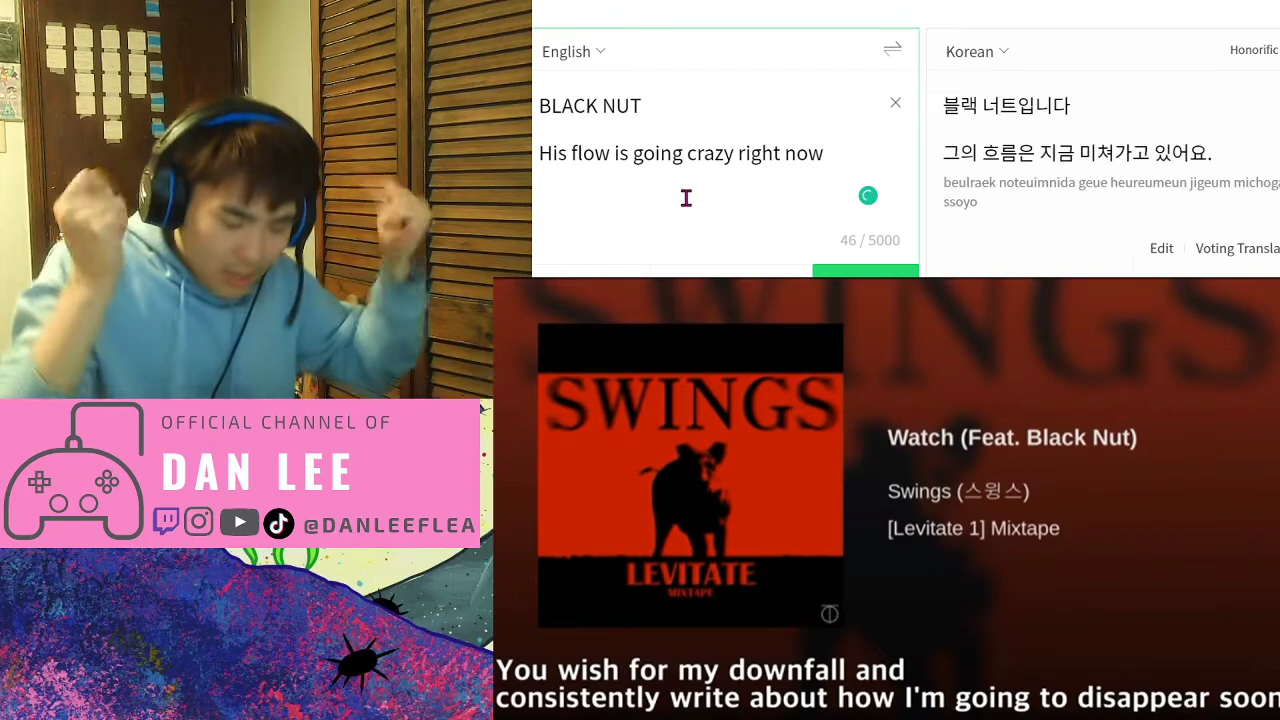 English
Korean
Honorific
BLACK NUT
블랙 너트입니다
His flow is going crazy right now
그의 흐름은 지금 미쳐가고 있어요.
beulraek noteuimnida geue heureumeun jigeum michoga
ssoyo
46 / 5000
Edit
Voting Transla
SWINGS
SWINGS
LEVITATE
MIXTAPE
Watch (Feat. Black Nut)
Swings (스윙스)
[Levitate 1] Mixtape
OFFICIAL CHANNEL OF
DAN LEE
@DANLEEFLEA
You wish for my downfall and
consistently write about how I'm going to disappear soon